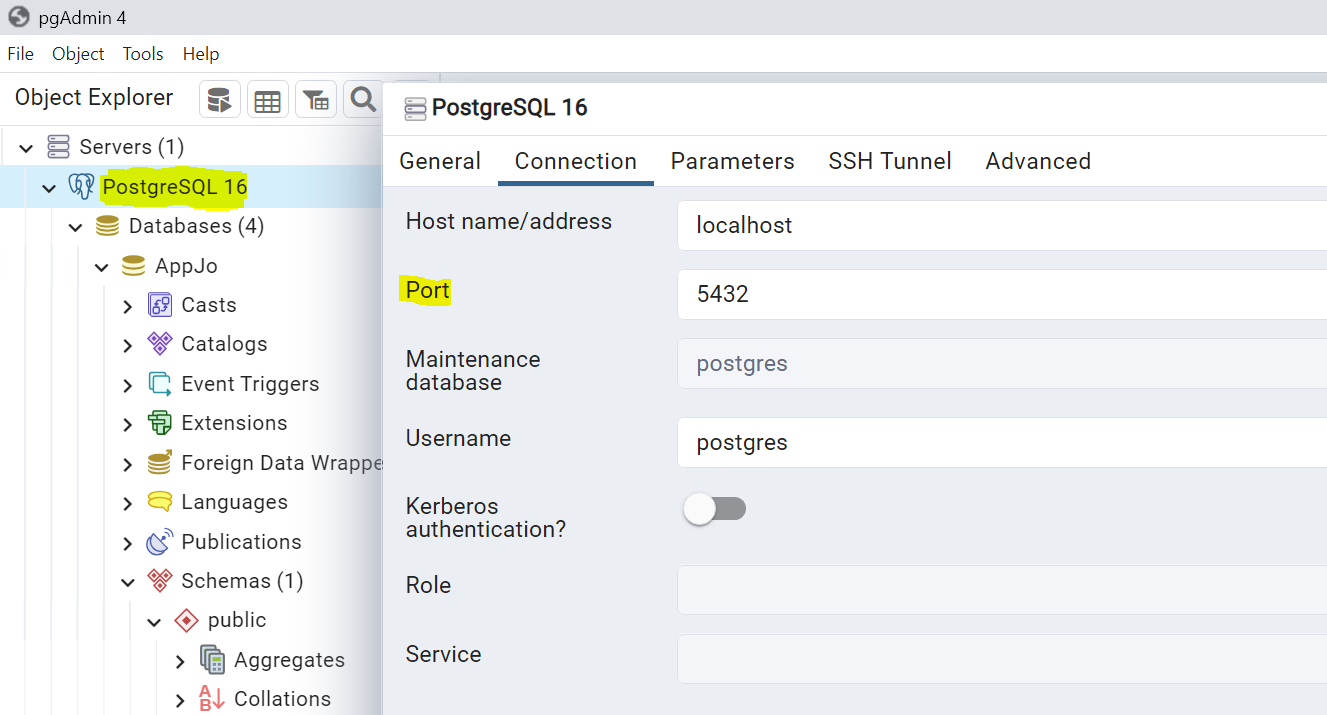 pgAdmin 4
File Object Tools Help
Object Explorer
Servers (1)
PostgreSQL 16
Databases (4)
AppJo
Casts
Catalogs
Event Triggers
Extensions
Foreign Data Wrappe
Languages
Publications
Schemas (1)
public
Aggregates
Collations
PostgreSQL 16
General Connection Parameters SSH Tunnel Advanced
Host name/address
localhost
Port
5432
Maintenance
database
postgres
Username
postgres
Kerberos
authentication?
Role
Service